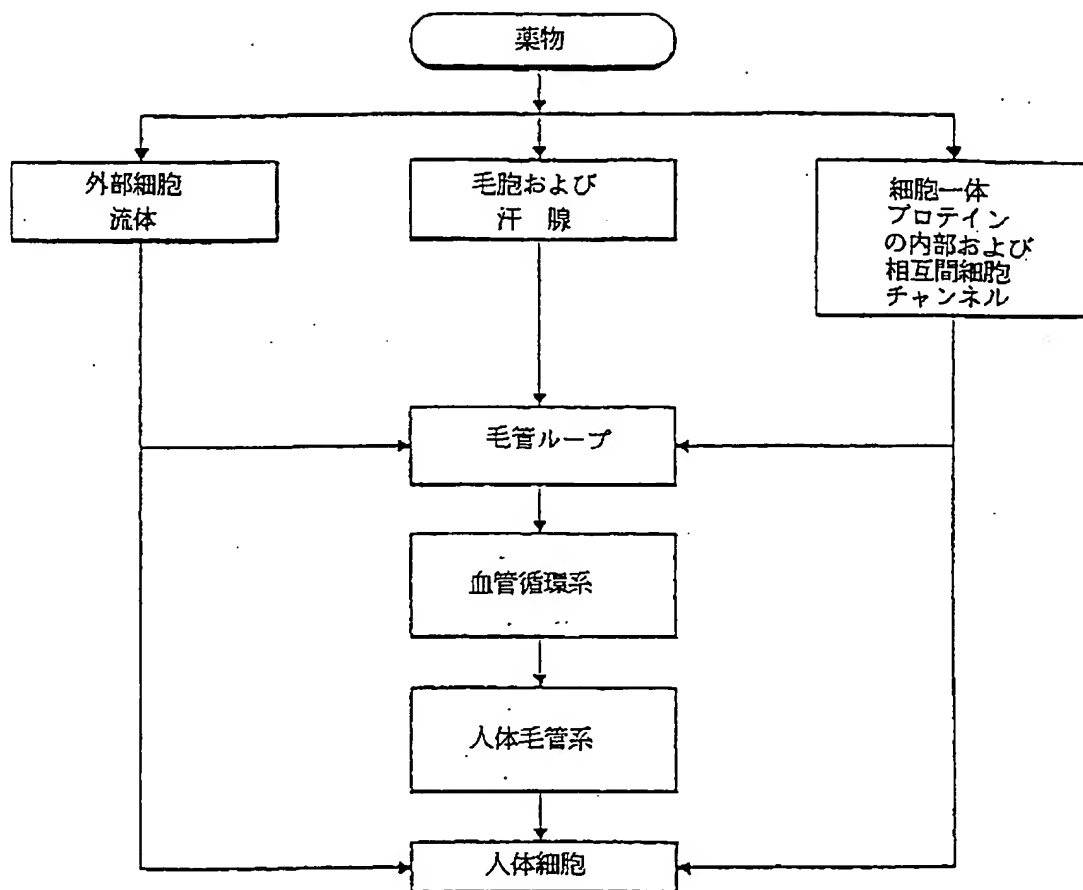 薬物
外部細胞
流体
毛胞および
汗 腺
細胞一体
プロテイン
の内部および
相互間細胞
チャンネル
毛管ループ
血管循環系
人体毛管系
人体細胞